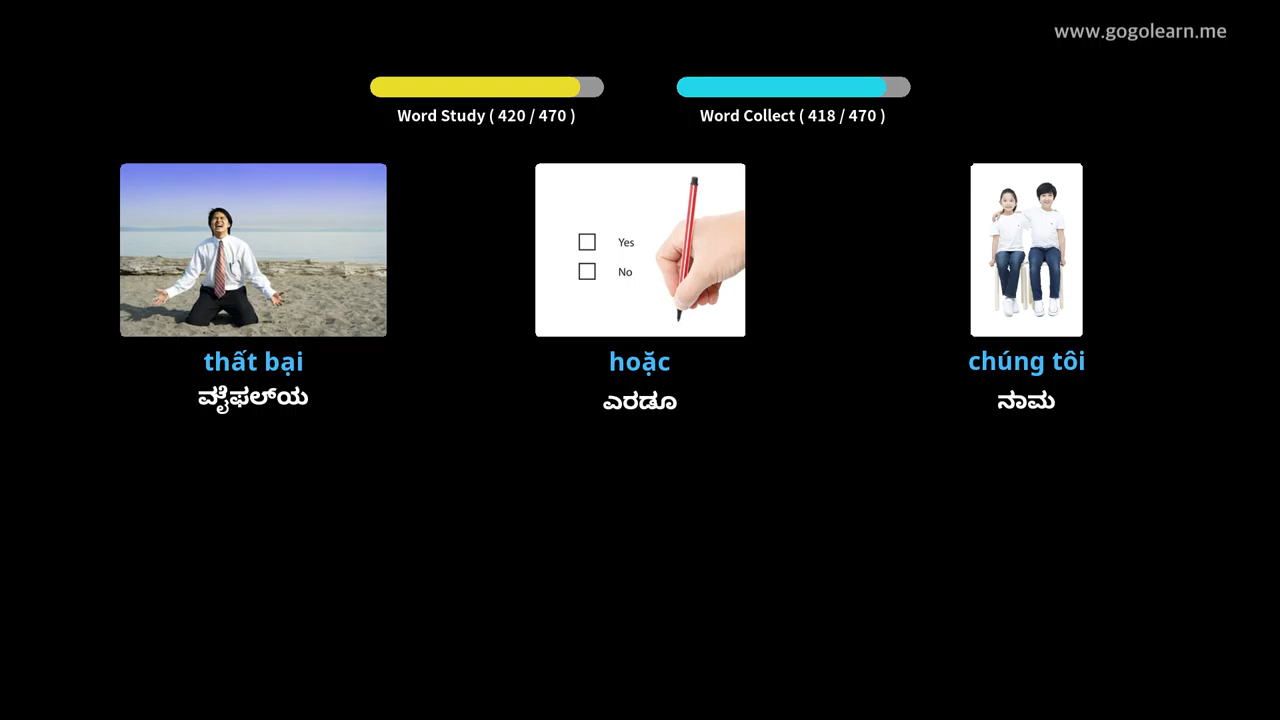 www.gogolearn.me
Word Study ( 420 / 470 )
Word Collect ( 418 / 470 )
Yes
No
thất bại
hoặc
chúng tôi
ವೈಫಲ್ಯ
ಎರಡೂ
ನಾಮ